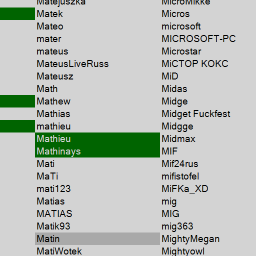 Matejuszka MicroMikke
Matek Micros
Mateo microsoft
mater MICROSOFT-PC
mateus Microstar
MateusLiveRuss MiCTOP KOKC
Mateusz MiD
Math Midas
Mathew Midge
Mathias Midget Fuckfest
mathieu Midgge
Mathieu Midmax
Mathinays MIF
Mati Mif24rus
MaTi mifistofel
mati123 MiFKa_XD
Matias mig
MATIAS MIG
Matik93 mig363
Matin MightyMegan
MatiWotek Mightyowl